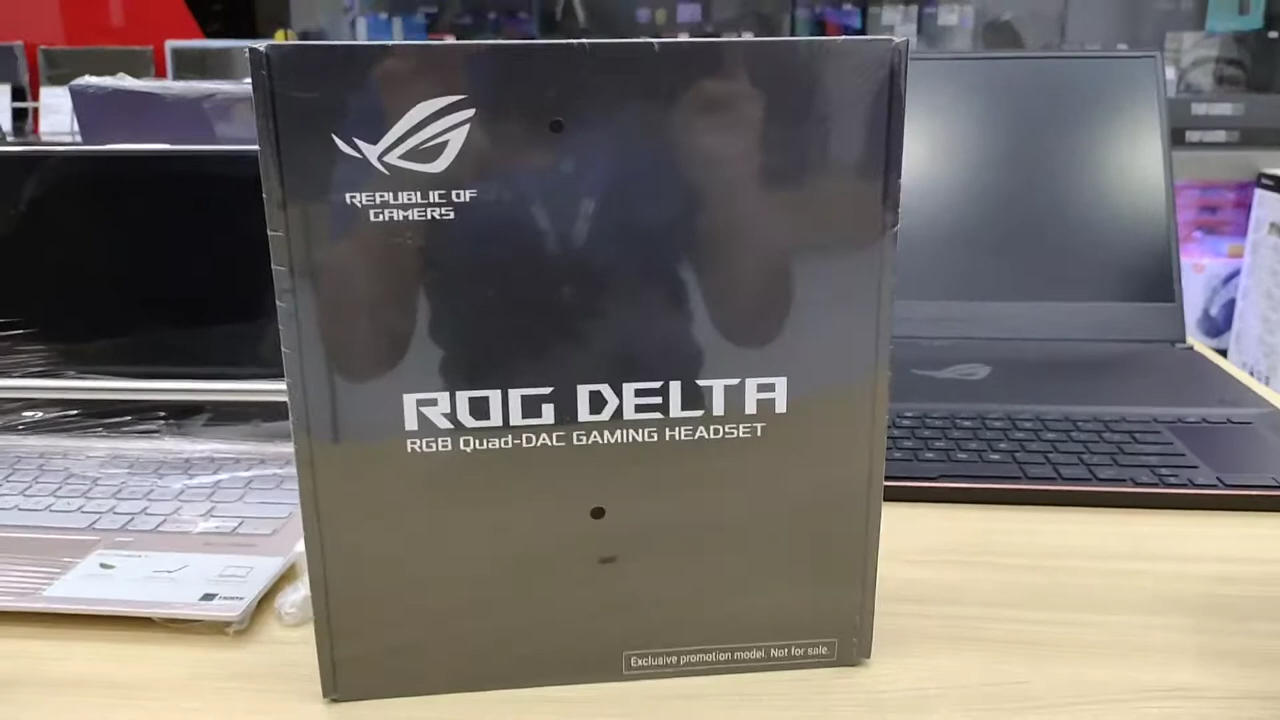 REPUBLIC OF
GAMERS
ROG DELTA
RGB Quad-DAC GAMING HEADSET
Exclusive promotion model. Not for sale.